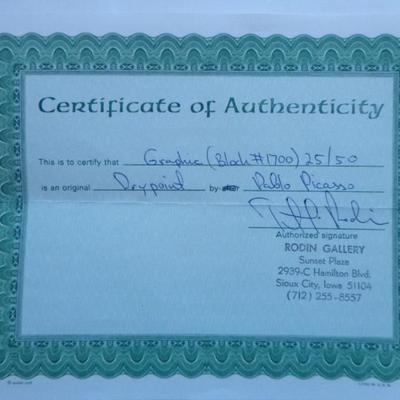 Certificate of Authenticity
This is to certify that Graphic (Bloch #1700) 25/50
is an original Drypoint by Pablo Picasso
Authorized signature
RODIN GALLERY
Sunset Plaza
2939-C Hamilton Blvd.
Sioux City, Iowa 51104
(712) 255-8557